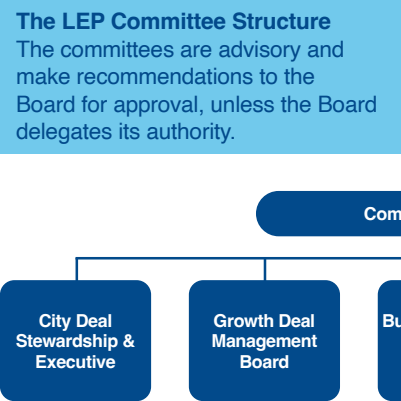 The LEP Committee Structure
The committees are advisory and
make recommendations to the
Board for approval, unless the Board
delegates its authority.
Com
City Deal
Stewardship &
Executive
Growth Deal
Management
Board
Bu